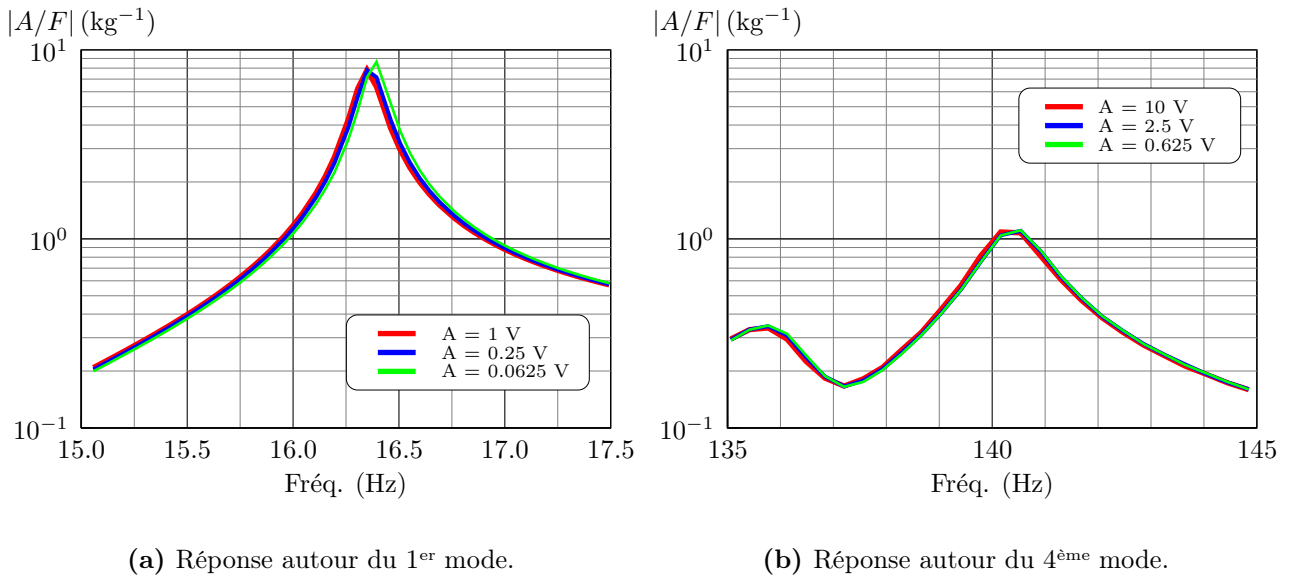 |A/F| (kg⁻¹)
10¹
10⁰
10⁻¹
15.0 15.5 16.0 16.5 17.0 17.5
Fréq. (Hz)
A = 1 V
A = 0.25 V
A = 0.0625 V
(a) Réponse autour du 1ᵉʳ mode.
|A/F| (kg⁻¹)
10¹
10⁰
10⁻¹
135 140 145
Fréq. (Hz)
A = 10 V
A = 2.5 V
A = 0.625 V
(b) Réponse autour du 4ᵉᵐᵉ mode.